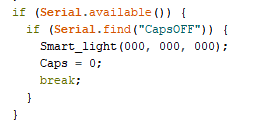 if (Serial.available()) {
if (Serial.find("CapsOFF")) {
Smart_light(000, 000, 000);
Caps = 0;
break;
}
}